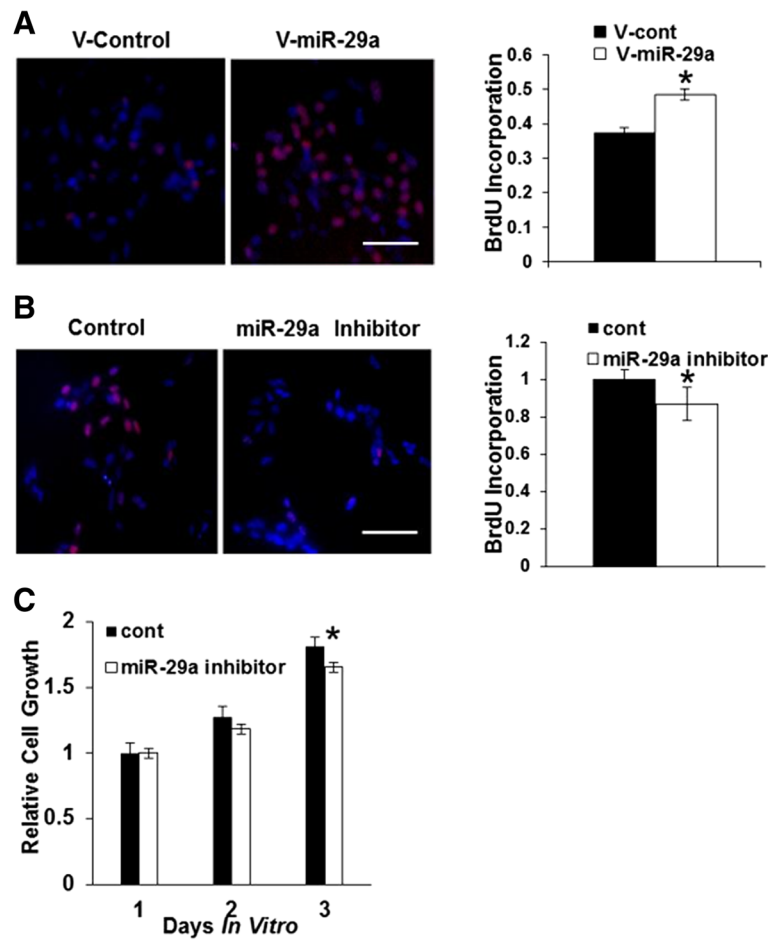 A
V-Control
V-miR-29a
V-cont
V-miR-29a
BrdU Incorporation
0.6
0.5
0.4
0.3
0.2
0.1
0
*
B
Control
miR-29a Inhibitor
cont
miR-29a inhibitor
BrdU Incorporation
1.2
1
0.8
0.6
0.4
0.2
0
*
C
cont
miR-29a inhibitor
Relative Cell Growth
2
1.5
1
0.5
0
*
1 2 3
Days In Vitro